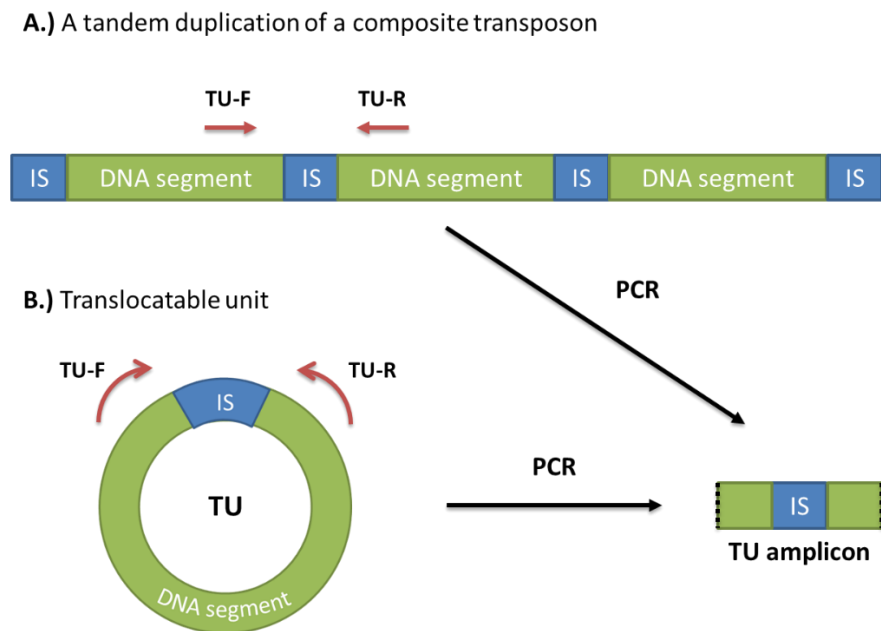 A.) A tandem duplication of a composite transposon
TU-F
TU-R
IS DNA segment IS DNA segment IS DNA segment IS
PCR
B.) Translocatable unit
TU-F
TU-R
IS
PCR
TU
IS
DNA segment
TU amplicon